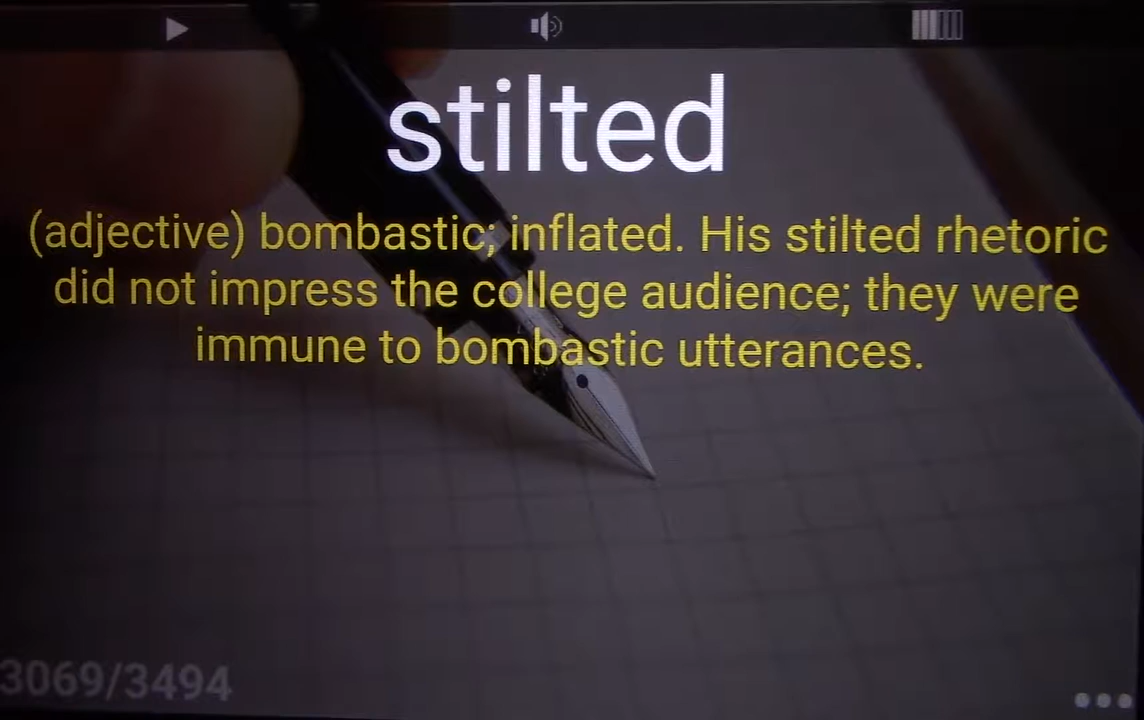 stilted
(adjective) bombastic; inflated. His stilted rhetoric
did not impress the college audience; they were
immune to bombastic utterances.
3069/3494